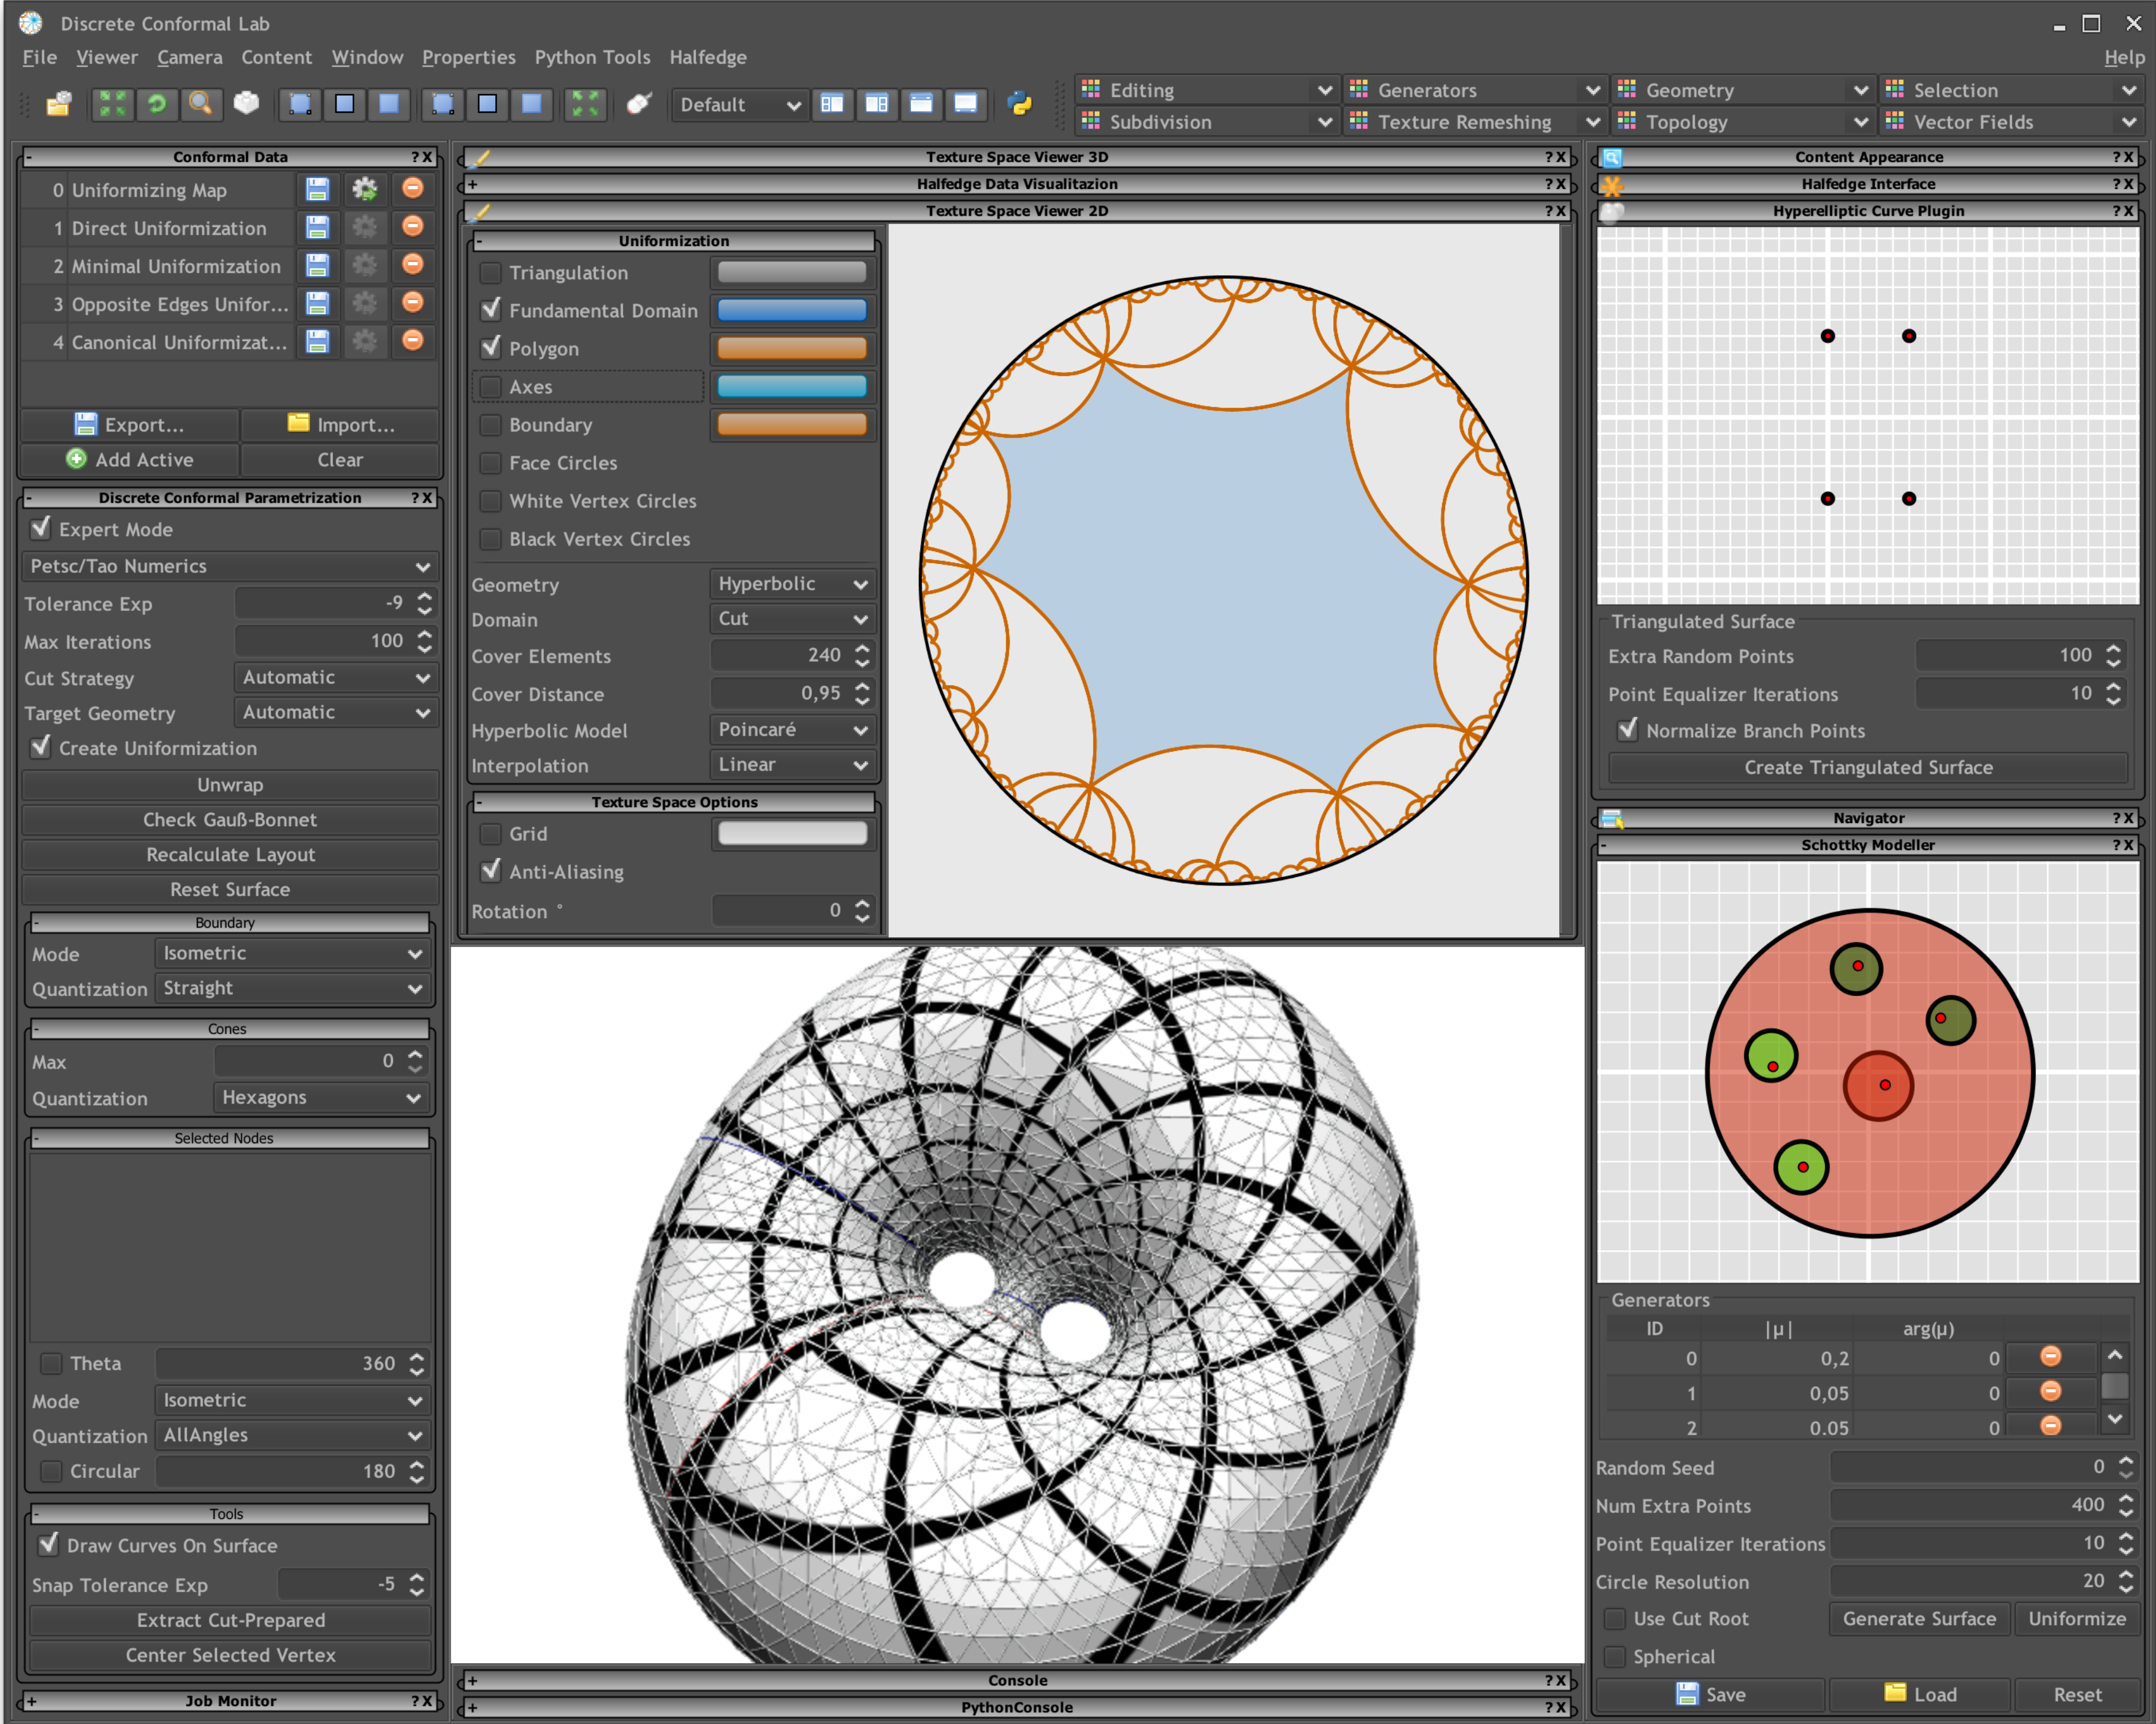 Discrete Conformal Lab
File Viewer Camera Content Window Properties Python Tools Halfedge Help
Default
Editing Generators Geometry Selection
Subdivision Texture Remeshing Topology Vector Fields
- Conformal Data ? X
0 Uniformizing Map
1 Direct Uniformization
2 Minimal Uniformization
3 Opposite Edges Unifor...
4 Canonical Uniformizat...
Export... Import...
Add Active Clear
- Discrete Conformal Parametrization ? X
Expert Mode
Petsc/Tao Numerics
Tolerance Exp -9
Max Iterations 100
Cut Strategy Automatic
Target Geometry Automatic
Create Uniformization
Unwrap
Check Gauß-Bonnet
Recalculate Layout
Reset Surface
- Boundary
Mode Isometric
Quantization Straight
- Cones
Max 0
Quantization Hexagons
- Selected Nodes
Theta 360
Mode Isometric
Quantization AllAngles
Circular 180
- Tools
Draw Curves On Surface
Snap Tolerance Exp -5
Extract Cut-Prepared
Center Selected Vertex
+ Job Monitor ? X
Texture Space Viewer 3D ? X
+ Halfedge Data Visualitazion ? X
Texture Space Viewer 2D ? X
- Uniformization
Triangulation
Fundamental Domain
Polygon
Axes
Boundary
Face Circles
White Vertex Circles
Black Vertex Circles
Geometry Hyperbolic
Domain Cut
Cover Elements 240
Cover Distance 0,95
Hyperbolic Model Poincaré
Interpolation Linear
- Texture Space Options
Grid
Anti-Aliasing
Rotation ° 0
+ Console ? X
+ PythonConsole ? X
Content Appearance ? X
Halfedge Interface ? X
Hyperelliptic Curve Plugin ? X
Triangulated Surface
Extra Random Points 100
Point Equalizer Iterations 10
Normalize Branch Points
Create Triangulated Surface
Navigator ? X
- Schottky Modeller ? X
Generators
ID |μ| arg(μ)
0 0,2 0
1 0,05 0
2 0.05 0
Random Seed 0
Num Extra Points 400
Point Equalizer Iterations 10
Circle Resolution 20
Use Cut Root Generate Surface Uniformize
Spherical
Save Load Reset